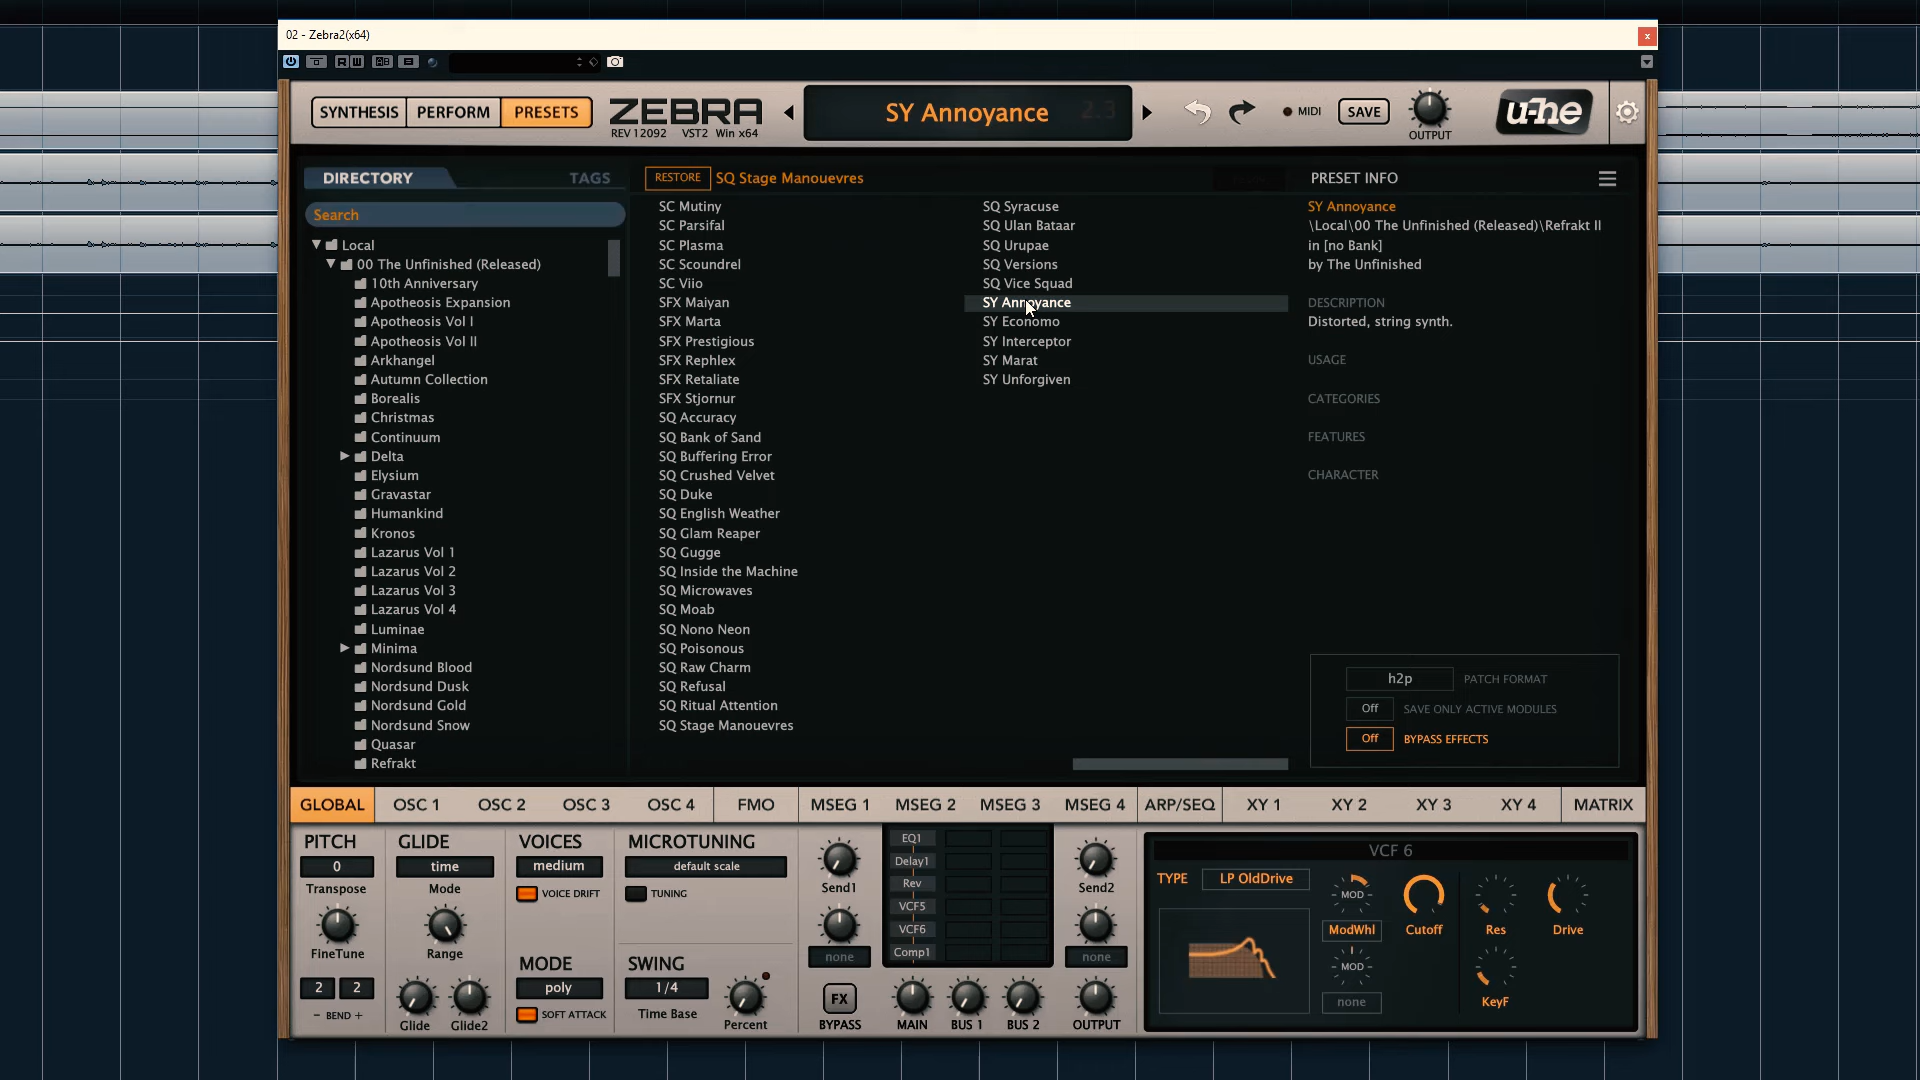 02 - Zebra2(x64)
SYNTHESIS PERFORM PRESETS
ZEBRA
REV 12092 VST2 Win x64
SY Annoyance 2.3
MIDI
SAVE
OUTPUT
u-he
DIRECTORY TAGS
Search
Local
00 The Unfinished (Released)
10th Anniversary
Apotheosis Expansion
Apotheosis Vol I
Apotheosis Vol II
Arkhangel
Autumn Collection
Borealis
Christmas
Continuum
Delta
Elysium
Gravastar
Humankind
Kronos
Lazarus Vol 1
Lazarus Vol 2
Lazarus Vol 3
Lazarus Vol 4
Luminae
Minima
Nordsund Blood
Nordsund Dusk
Nordsund Gold
Nordsund Snow
Quasar
Refrakt
RESTORE SQ Stage Manouevres
SC Mutiny
SC Parsifal
SC Plasma
SC Scoundrel
SC Viio
SFX Maiyan
SFX Marta
SFX Prestigious
SFX Rephlex
SFX Retaliate
SFX Stjornur
SQ Accuracy
SQ Bank of Sand
SQ Buffering Error
SQ Crushed Velvet
SQ Duke
SQ English Weather
SQ Glam Reaper
SQ Gugge
SQ Inside the Machine
SQ Microwaves
SQ Moab
SQ Nono Neon
SQ Poisonous
SQ Raw Charm
SQ Refusal
SQ Ritual Attention
SQ Stage Manouevres
SQ Syracuse
SQ Ulan Bataar
SQ Urupae
SQ Versions
SQ Vice Squad
SY Annoyance
SY Economo
SY Interceptor
SY Marat
SY Unforgiven
PRESET INFO
SY Annoyance
\Local\00 The Unfinished (Released)\Refrakt II
in [no Bank]
by The Unfinished
DESCRIPTION
Distorted, string synth.
USAGE
CATEGORIES
FEATURES
CHARACTER
h2p PATCH FORMAT
Off SAVE ONLY ACTIVE MODULES
Off BYPASS EFFECTS
GLOBAL OSC 1 OSC 2 OSC 3 OSC 4 FMO MSEG 1 MSEG 2 MSEG 3 MSEG 4 ARP/SEQ XY 1 XY 2 XY 3 XY 4 MATRIX
PITCH
0
Transpose
FineTune
2 2
- BEND +
GLIDE
time
Mode
Range
Glide Glide2
VOICES
medium
VOICE DRIFT
MODE
poly
SOFT ATTACK
MICROTUNING
default scale
TUNING
SWING
1/4
Time Base
Percent
Send1
none
FX
BYPASS
EQ1
Delay1
Rev
VCF5
VCF6
Comp1
MAIN BUS 1 BUS 2
Send2
none
OUTPUT
VCF 6
TYPE LP OldDrive
MOD
ModWhl
MOD
none
Cutoff
Res
KeyF
Drive